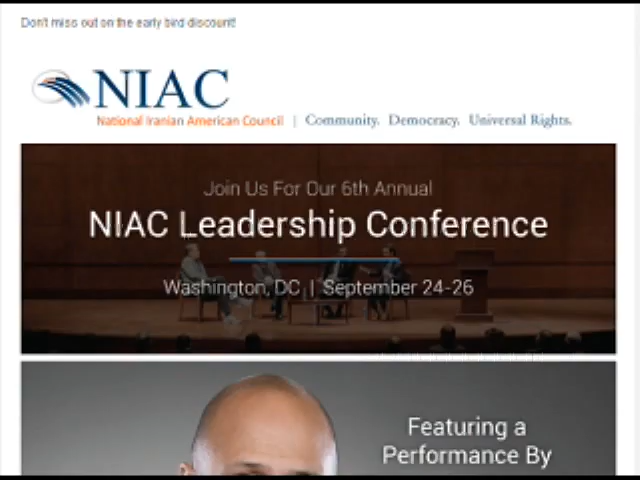 Don't miss out on the early bird discount!
NIAC
National Iranian American Council | Community. Democracy. Universal Rights.
Join Us For Our 6th Annual
NIAC Leadership Conference
Washington, DC | September 24-26
Featuring a
Performance By